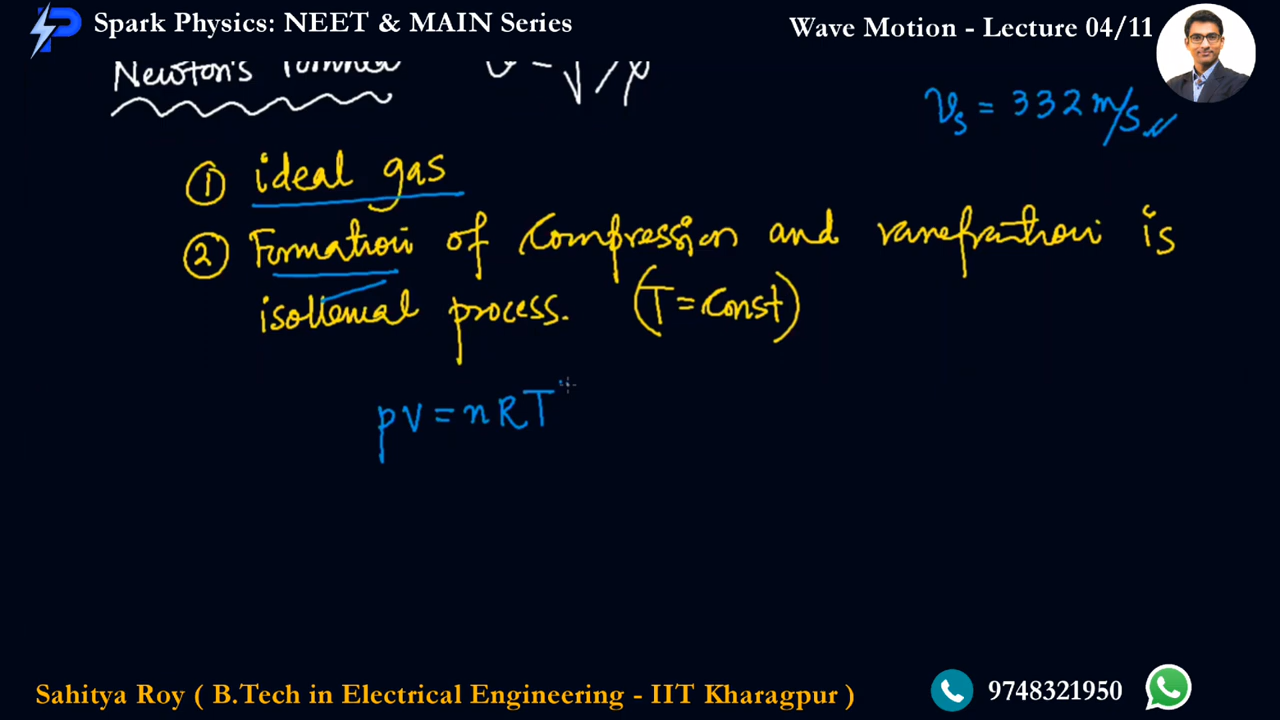 Spark Physics: NEET & MAIN Series
Wave Motion - Lecture 04/11
Newton's
Vs = 332 m/s
① ideal gas
② Formation of compression and rarefraction is
isothermal process. (T = Const)
pV = nRT
Sahitya Roy ( B.Tech in Electrical Engineering - IIT Kharagpur )
9748321950